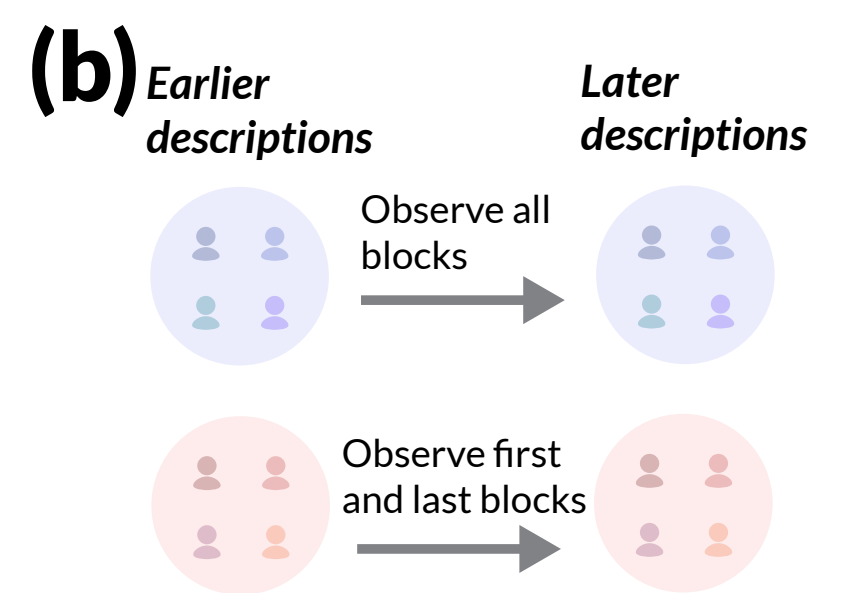 (b)
Earlier
descriptions
Later
descriptions
Observe all
blocks
Observe first
and last blocks